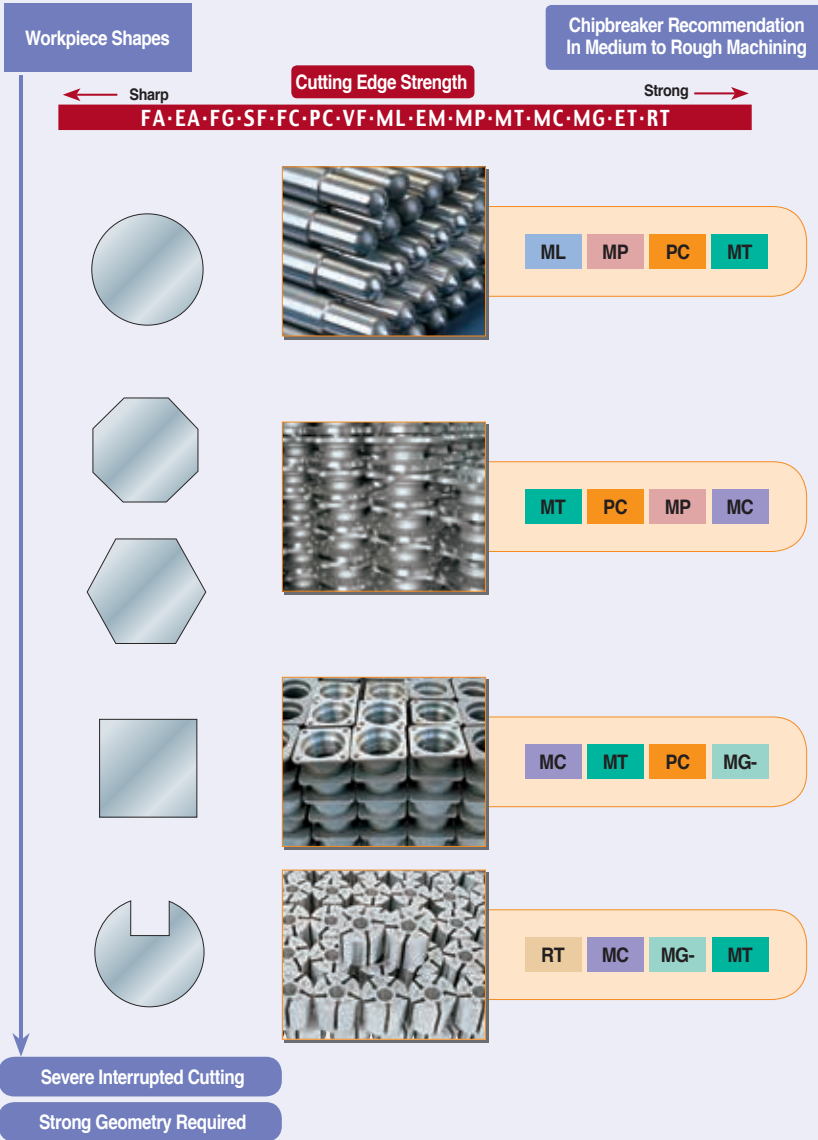 Workpiece Shapes
Chipbreaker Recommendation
In Medium to Rough Machining
Cutting Edge Strength
Sharp
Strong
FA·EA·FG·SF·FC·PC·VF·ML·EM·MP·MT·MC·MG·ET·RT
ML MP PC MT
MT PC MP MC
MC MT PC MG-
RT MC MG- MT
Severe Interrupted Cutting
Strong Geometry Required